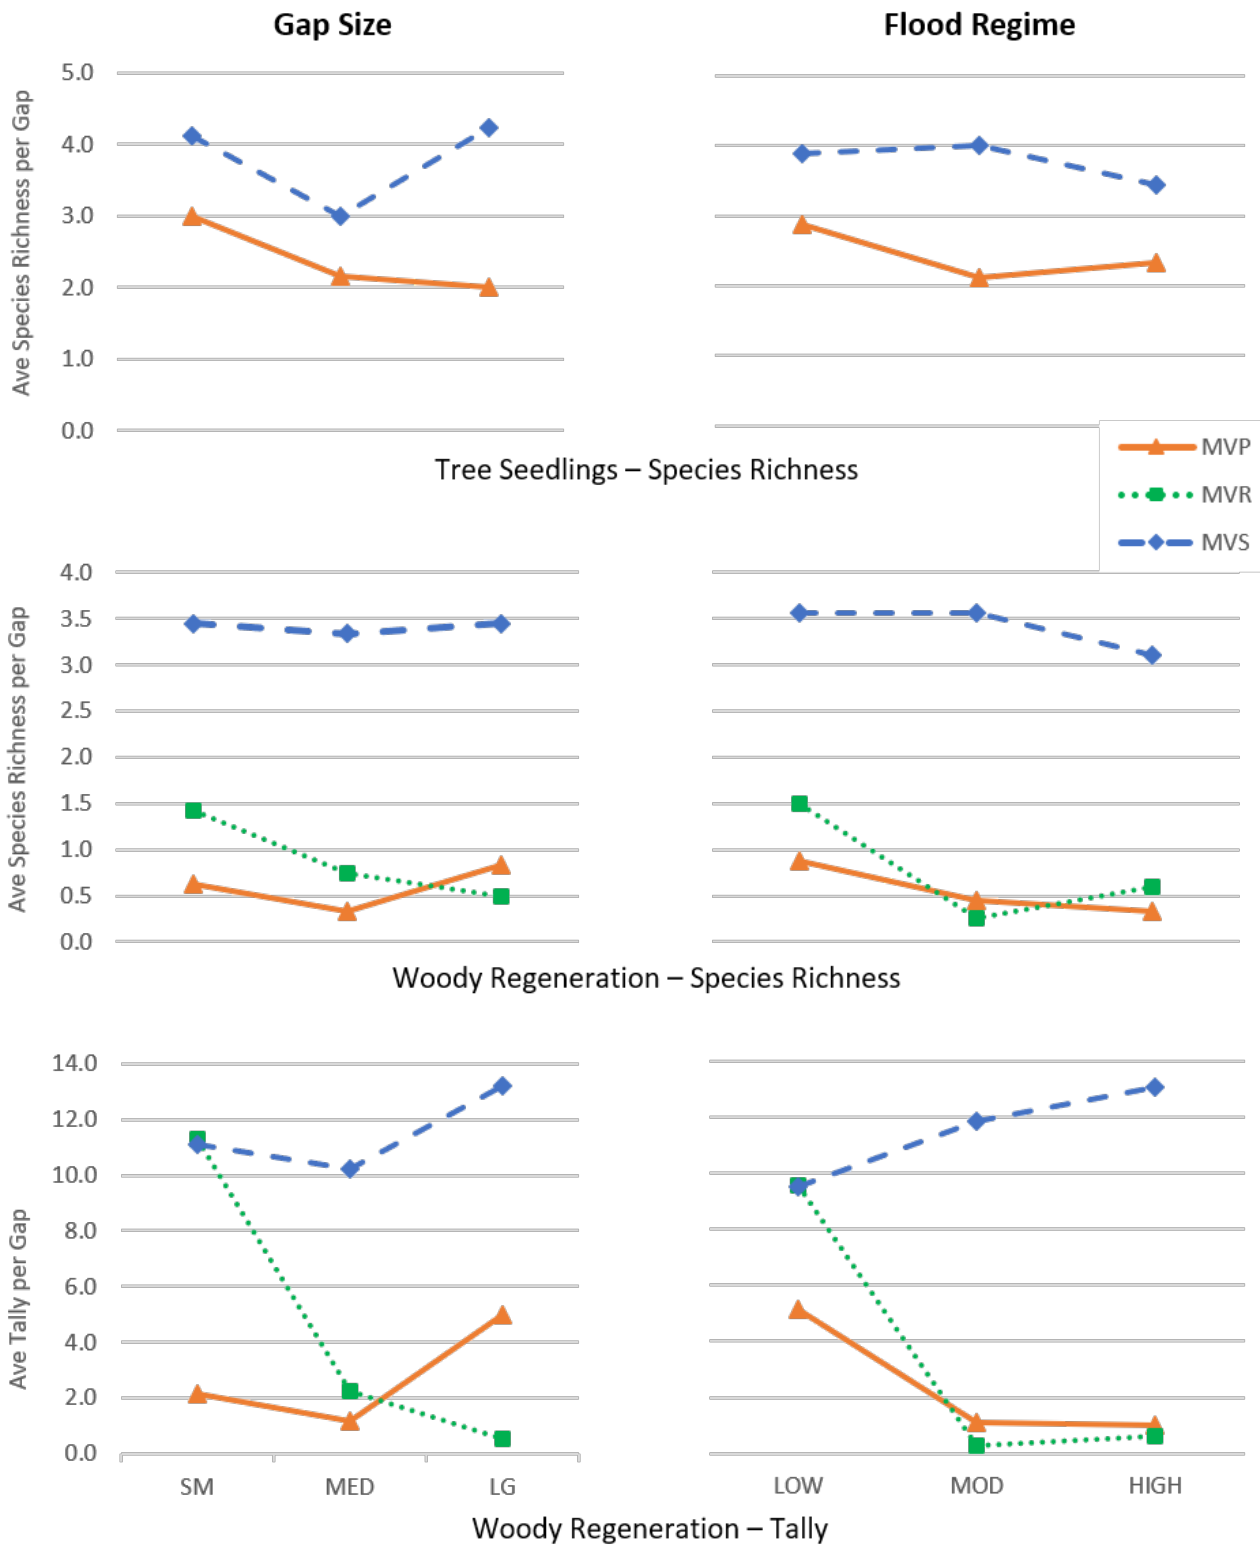 Gap Size
Flood Regime
Ave Species Richness per Gap
5.0
4.0
3.0
2.0
1.0
0.0
Tree Seedlings – Species Richness
MVP
MVR
MVS
Ave Species Richness per Gap
4.0
3.5
3.0
2.5
2.0
1.5
1.0
0.5
0.0
Woody Regeneration – Species Richness
Ave Tally per Gap
14.0
12.0
10.0
8.0
6.0
4.0
2.0
0.0
SM MED LG
LOW MOD HIGH
Woody Regeneration – Tally